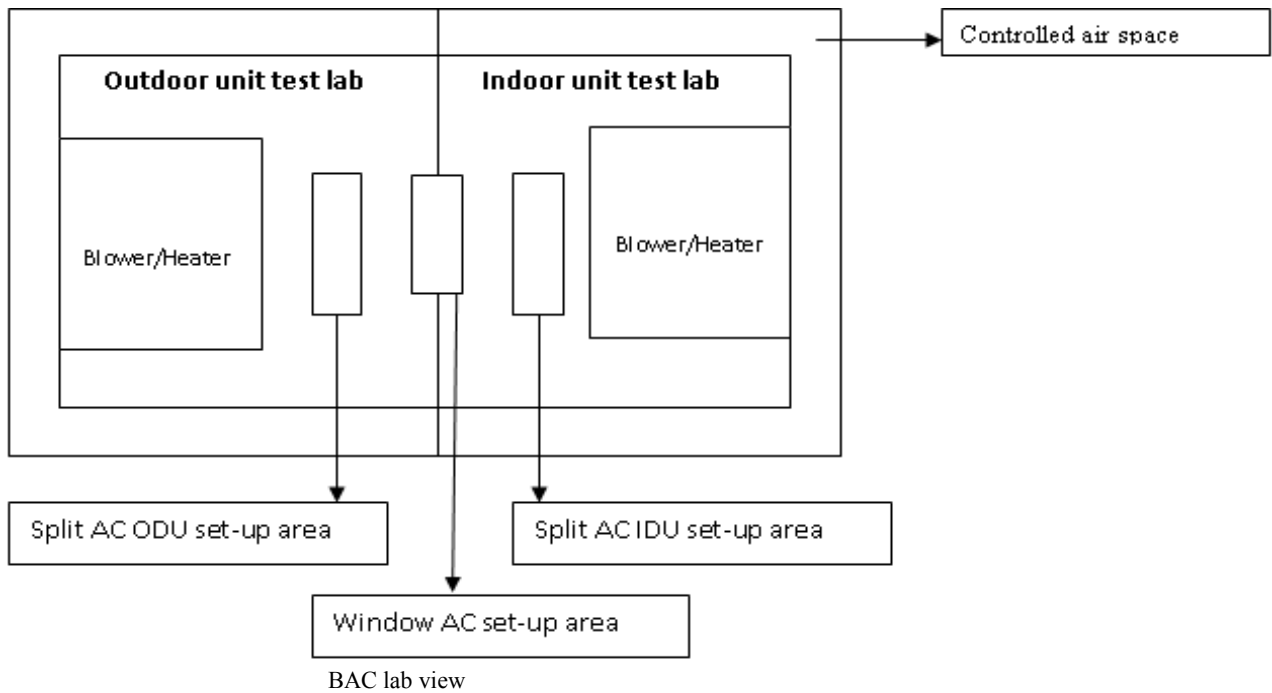 Controlled air space
Outdoor unit test lab
Indoor unit test lab
Blower/Heater
Blower/Heater
Split AC ODU set-up area
Split AC IDU set-up area
Window AC set-up area
BAC lab view